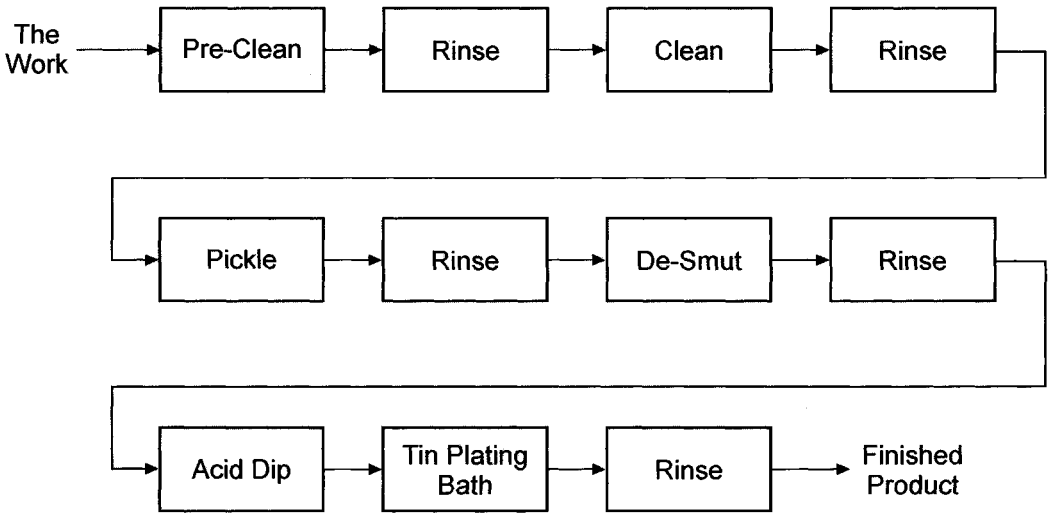 The
Work
Pre-Clean
Rinse
Clean
Rinse
Pickle
Rinse
De-Smut
Rinse
Acid Dip
Tin Plating
Bath
Rinse
Finished
Product